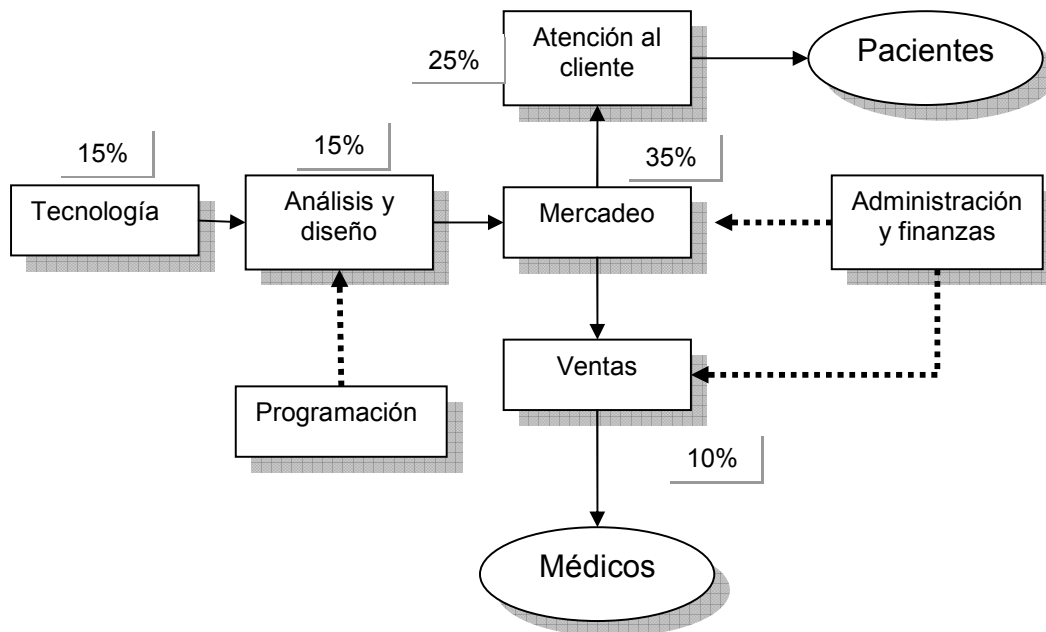 Atención al
cliente
Pacientes
25%
15%
15%
35%
Tecnología
Análisis y
diseño
Mercadeo
Administración
y finanzas
Ventas
Programación
10%
Médicos